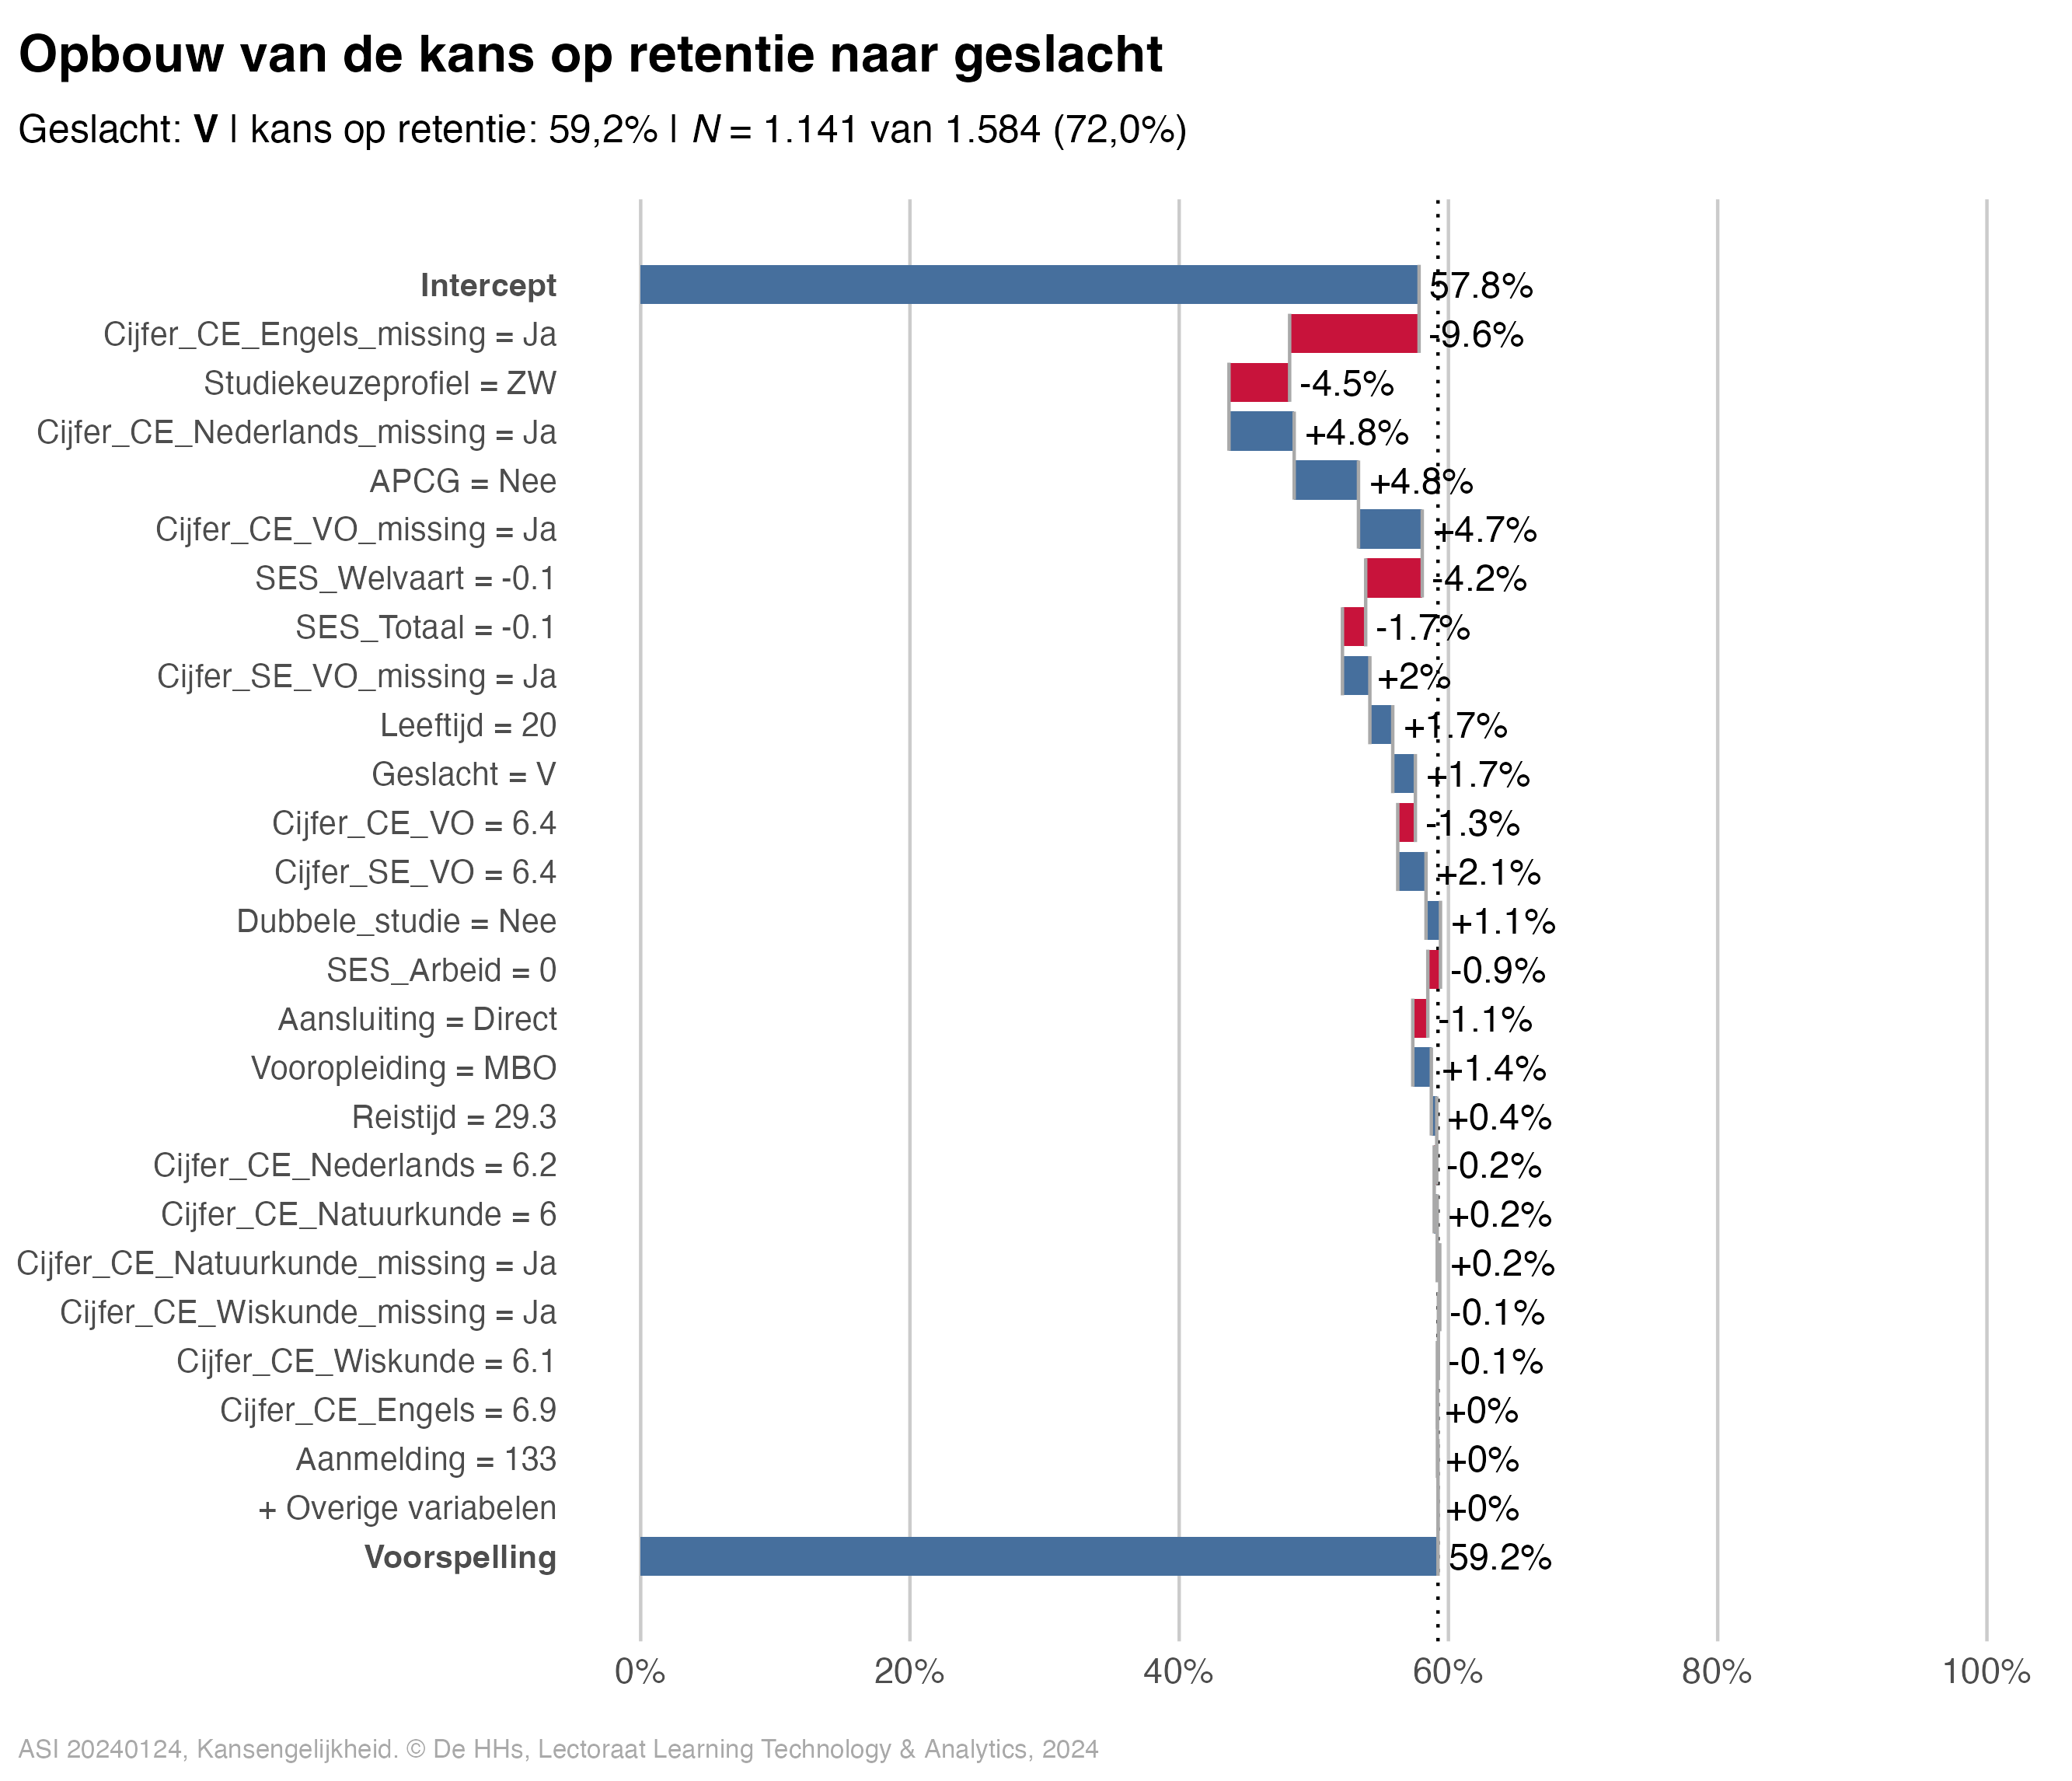 Opbouw van de kans op retentie naar geslacht
Geslacht: V | kans op retentie: 59,2% | N = 1.141 van 1.584 (72,0%)
Intercept 57.8%
Cijfer_CE_Engels_missing = Ja -9.6%
Studiekeuzeprofiel = ZW -4.5%
Cijfer_CE_Nederlands_missing = Ja +4.8%
APCG = Nee +4.8%
Cijfer_CE_VO_missing = Ja +4.7%
SES_Welvaart = -0.1 -4.2%
SES_Totaal = -0.1 -1.7%
Cijfer_SE_VO_missing = Ja +2%
Leeftijd = 20 +1.7%
Geslacht = V +1.7%
Cijfer_CE_VO = 6.4 -1.3%
Cijfer_SE_VO = 6.4 +2.1%
Dubbele_studie = Nee +1.1%
SES_Arbeid = 0 -0.9%
Aansluiting = Direct -1.1%
Vooropleiding = MBO +1.4%
Reistijd = 29.3 +0.4%
Cijfer_CE_Nederlands = 6.2 -0.2%
Cijfer_CE_Natuurkunde = 6 +0.2%
Cijfer_CE_Natuurkunde_missing = Ja +0.2%
Cijfer_CE_Wiskunde_missing = Ja -0.1%
Cijfer_CE_Wiskunde = 6.1 -0.1%
Cijfer_CE_Engels = 6.9 +0%
Aanmelding = 133 +0%
+ Overige variabelen +0%
Voorspelling 59.2%
0% 20% 40% 60% 80% 100%
ASI 20240124, Kansengelijkheid. © De HHs, Lectoraat Learning Technology & Analytics, 2024